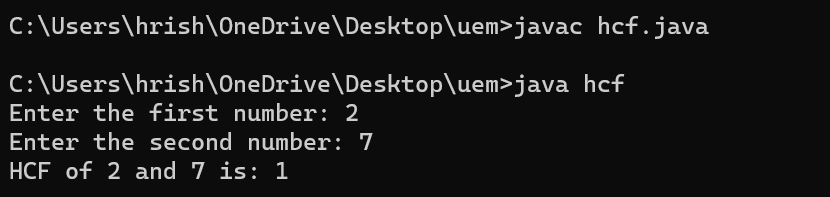 C:\Users\hrish\OneDrive\Desktop\uem>javac hcf.java
C:\Users\hrish\OneDrive\Desktop\uem>java hcf
Enter the first number: 2
Enter the second number: 7
HCF of 2 and 7 is: 1